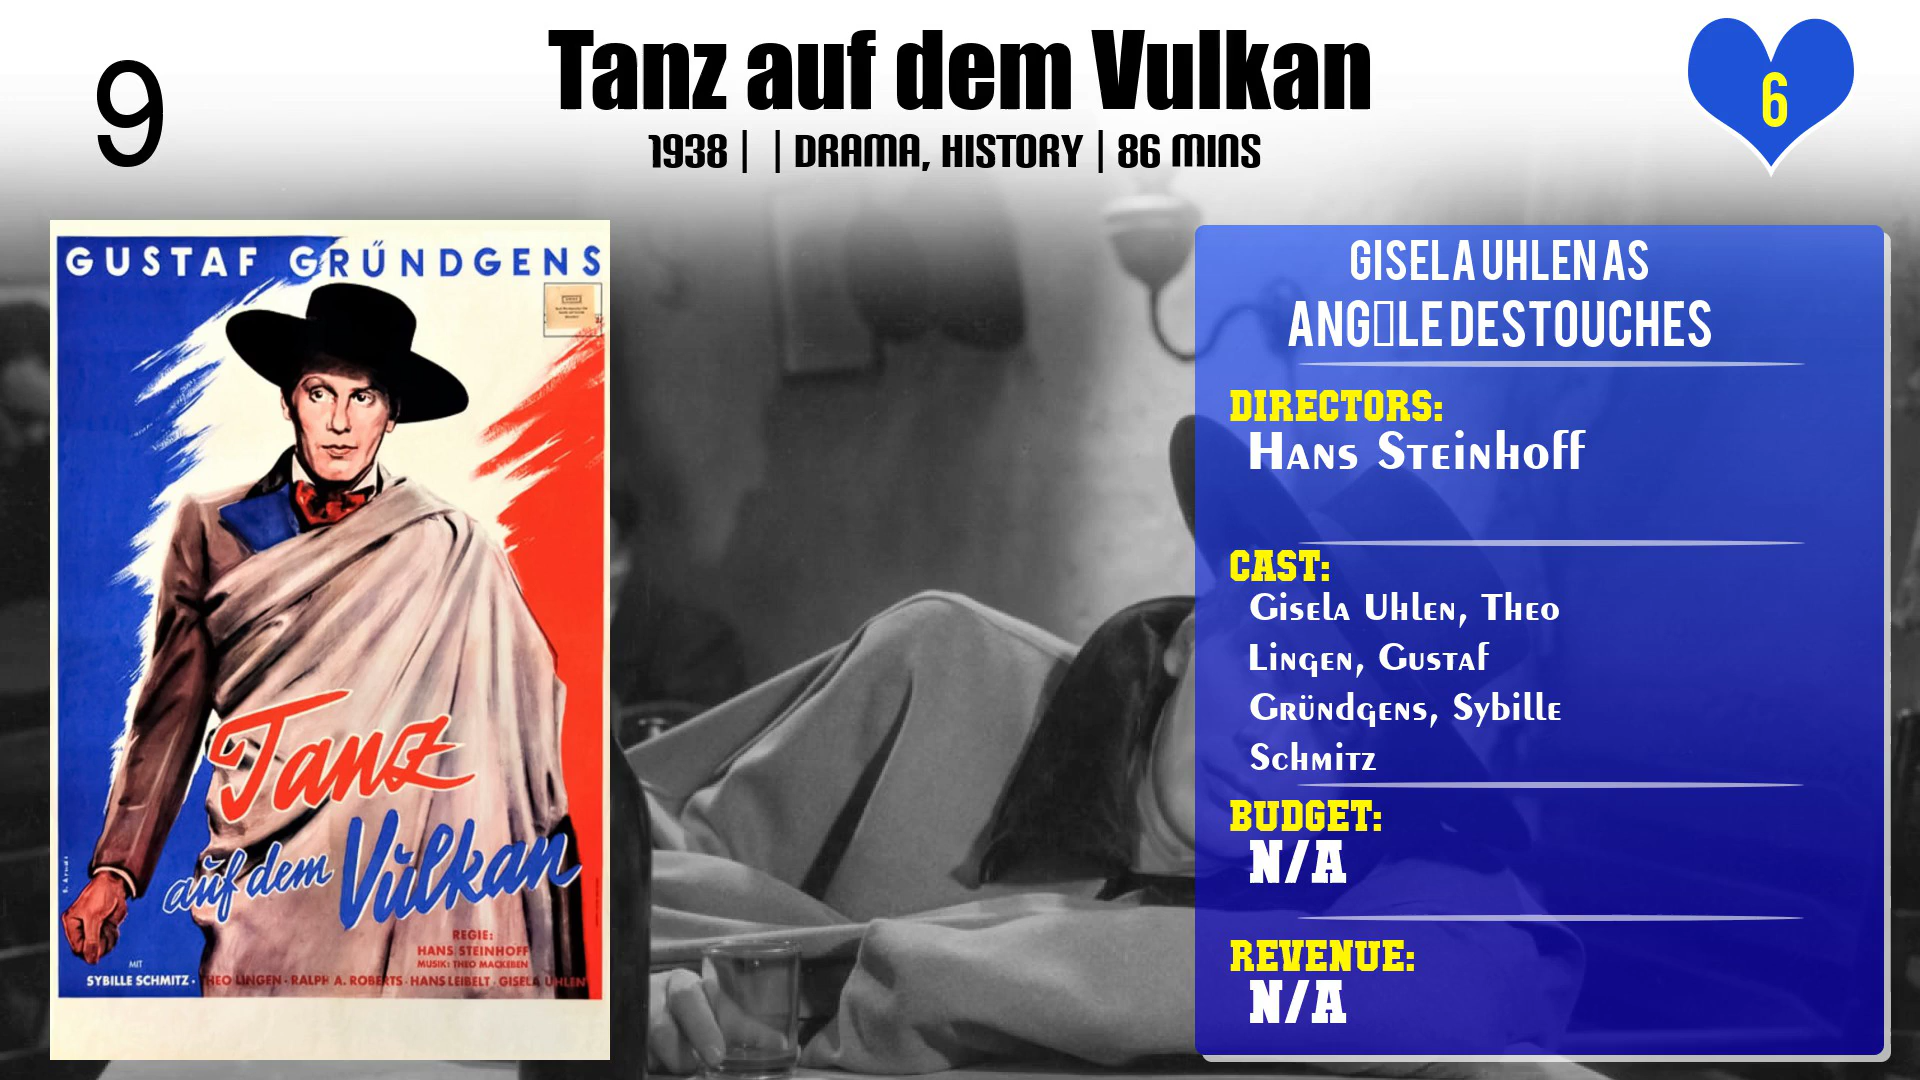 9
Tanz auf dem Vulkan
1938 | | DRAMA, HISTORY | 86 MINS
6
GUSTAF GRÜNDGENS
Tanz
auf dem Vulkan
REGIE:
HANS STEINHOFF
MUSIK: THEO MACKEBEN
MIT
SYBILLE SCHMITZ · THEO LINGEN · RALPH A. ROBERTS · HANS LEIBELT · GISELA UHLEN
GISELA UHLEN AS
ANG▯LE DESTOUCHES
DIRECTORS:
Hans Steinhoff
CAST:
Gisela Uhlen, Theo
Lingen, Gustaf
Gründgens, Sybille
Schmitz
BUDGET:
N/A
REVENUE:
N/A